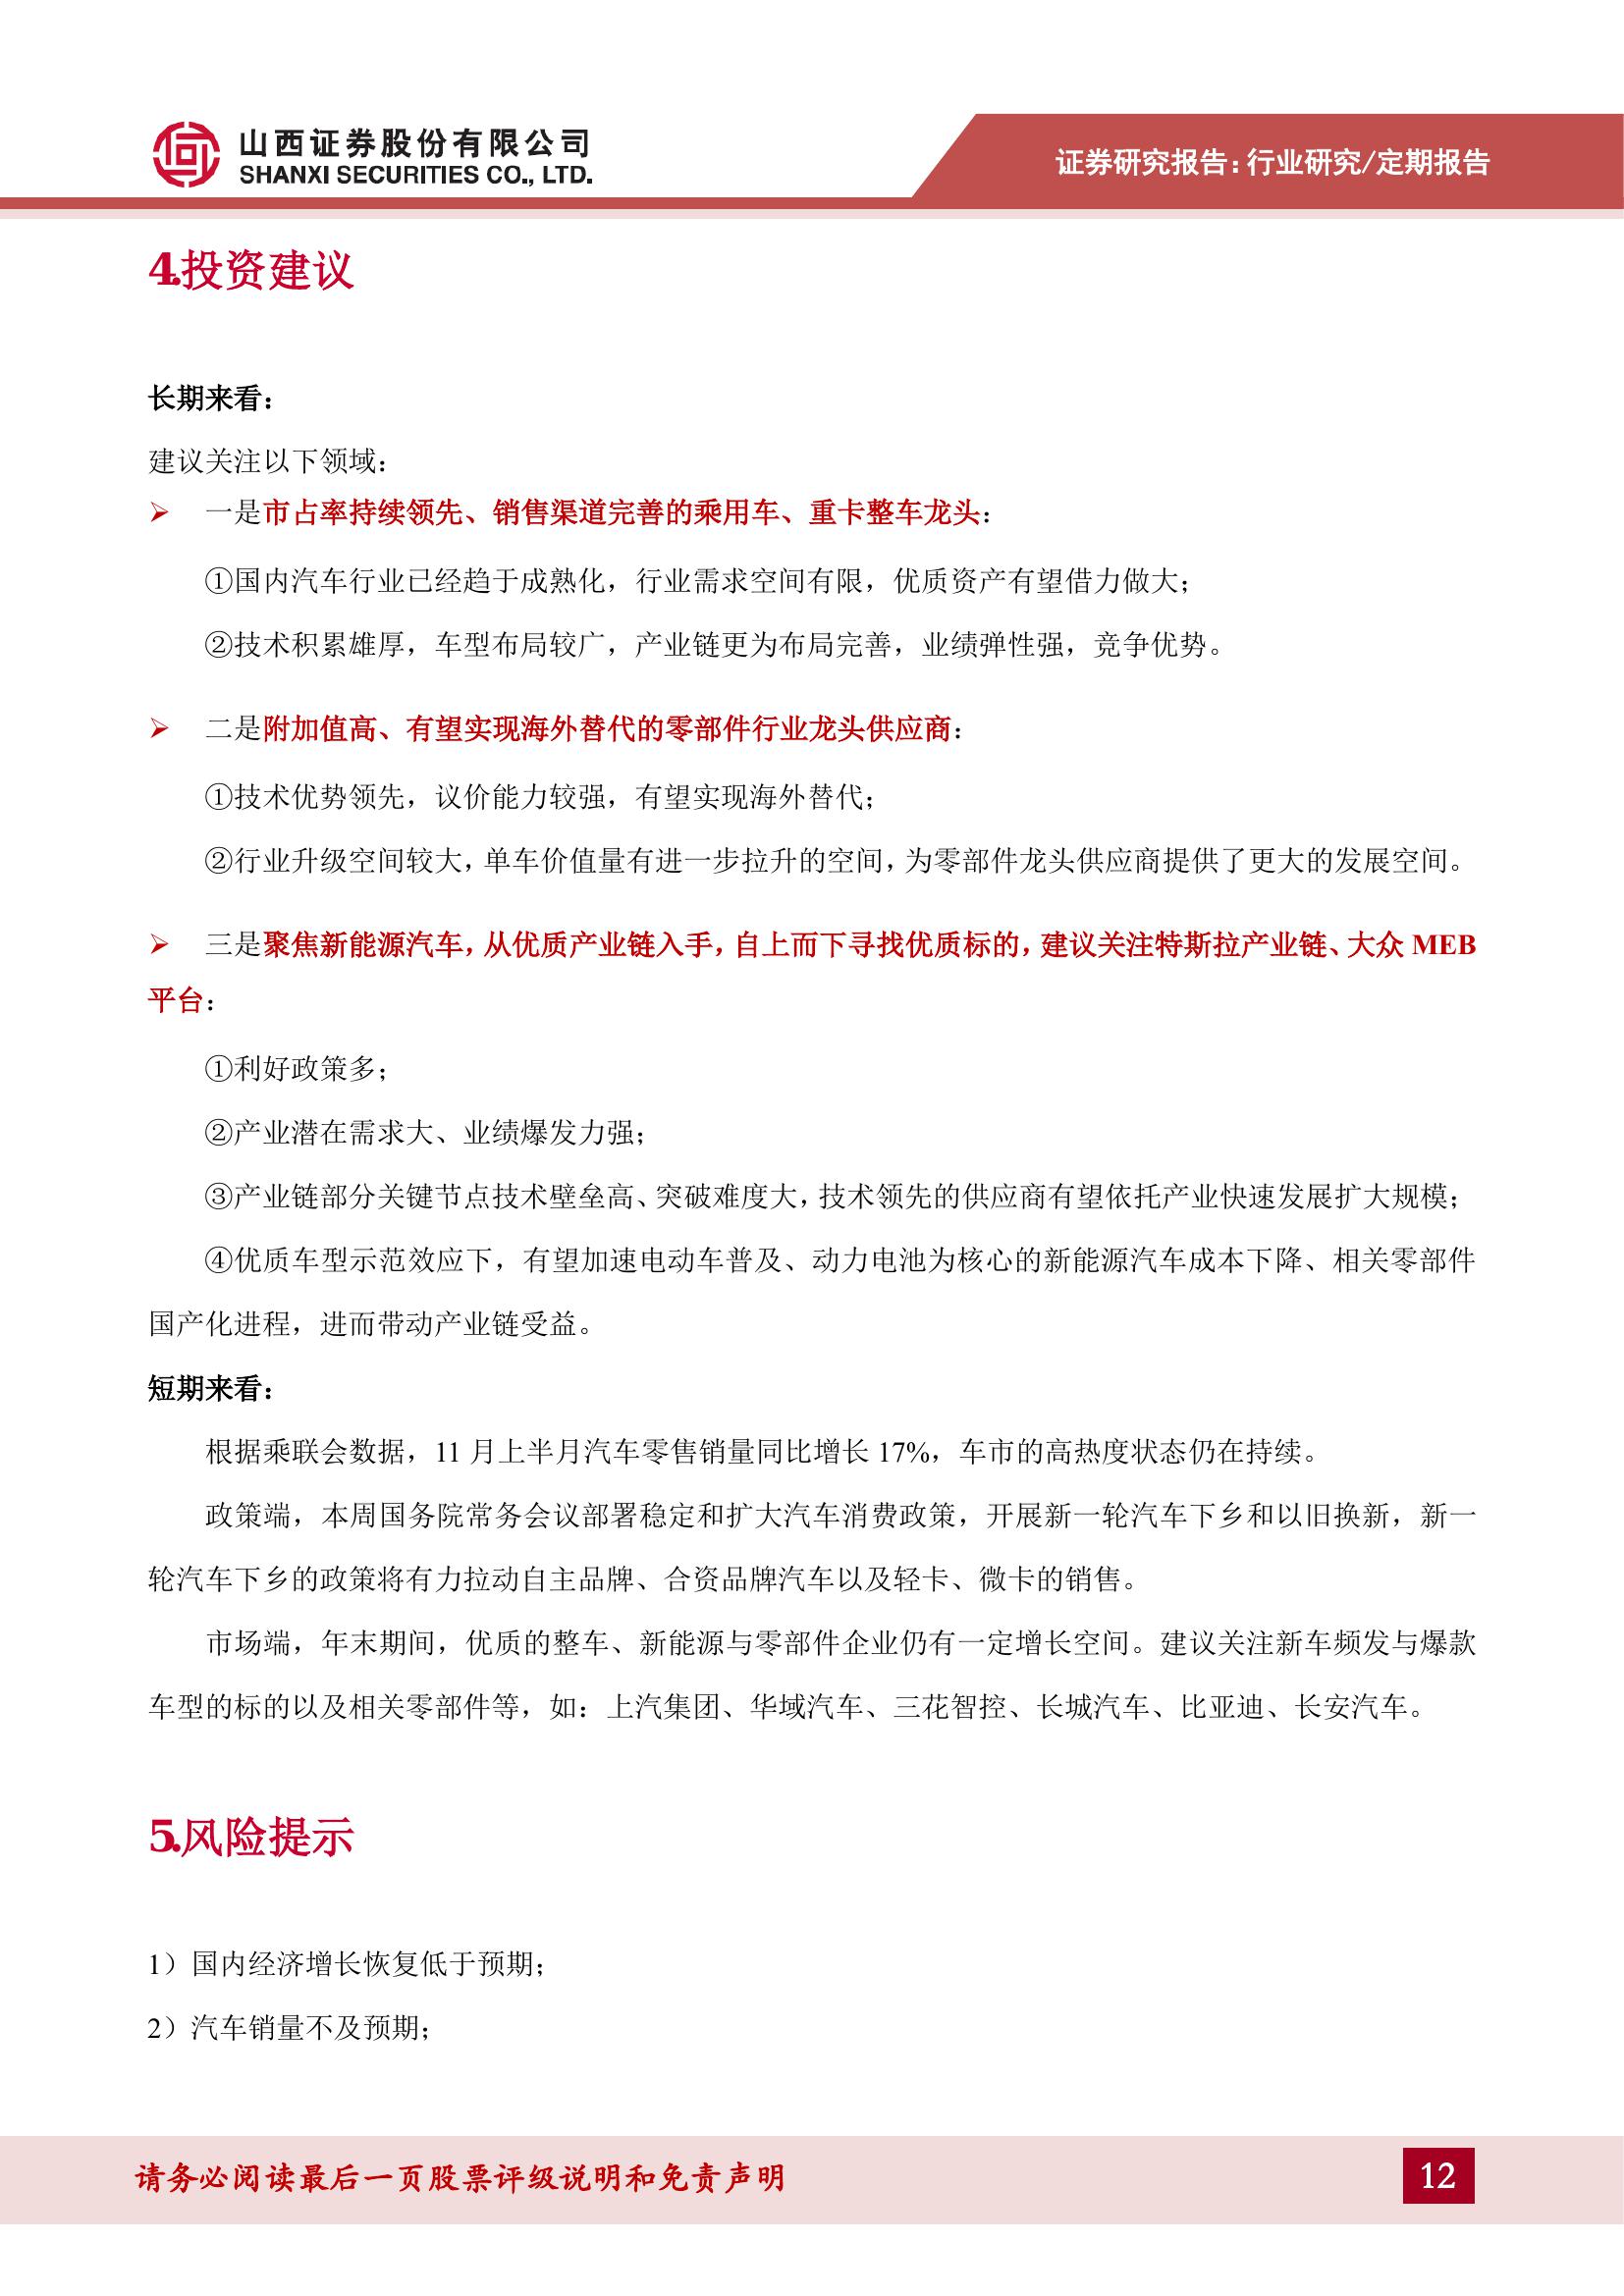 山西证券股份有限公司
SHANXI SECURITIES CO., LTD.
证券研究报告:行业研究/定期报告
4.投资建议
长期来看：
建议关注以下领域：
➢ 一是市占率持续领先、销售渠道完善的乘用车、重卡整车龙头：
①国内汽车行业已经趋于成熟化，行业需求空间有限，优质资产有望借力做大；
②技术积累雄厚，车型布局较广，产业链更为布局完善，业绩弹性强，竞争优势。
➢ 二是附加值高、有望实现海外替代的零部件行业龙头供应商：
①技术优势领先，议价能力较强，有望实现海外替代；
②行业升级空间较大，单车价值量有进一步拉升的空间，为零部件龙头供应商提供了更大的发展空间。
➢ 三是聚焦新能源汽车，从优质产业链入手，自上而下寻找优质标的，建议关注特斯拉产业链、大众 MEB
平台：
①利好政策多；
②产业潜在需求大、业绩爆发力强；
③产业链部分关键节点技术壁垒高、突破难度大，技术领先的供应商有望依托产业快速发展扩大规模；
④优质车型示范效应下，有望加速电动车普及、动力电池为核心的新能源汽车成本下降、相关零部件
国产化进程，进而带动产业链受益。
短期来看：
根据乘联会数据，11 月上半月汽车零售销量同比增长 17%，车市的高热度状态仍在持续。
政策端，本周国务院常务会议部署稳定和扩大汽车消费政策，开展新一轮汽车下乡和以旧换新，新一
轮汽车下乡的政策将有力拉动自主品牌、合资品牌汽车以及轻卡、微卡的销售。
市场端，年末期间，优质的整车、新能源与零部件企业仍有一定增长空间。建议关注新车频发与爆款
车型的标的以及相关零部件等，如：上汽集团、华域汽车、三花智控、长城汽车、比亚迪、长安汽车。
5.风险提示
1）国内经济增长恢复低于预期；
2）汽车销量不及预期；
请务必阅读最后一页股票评级说明和免责声明
12